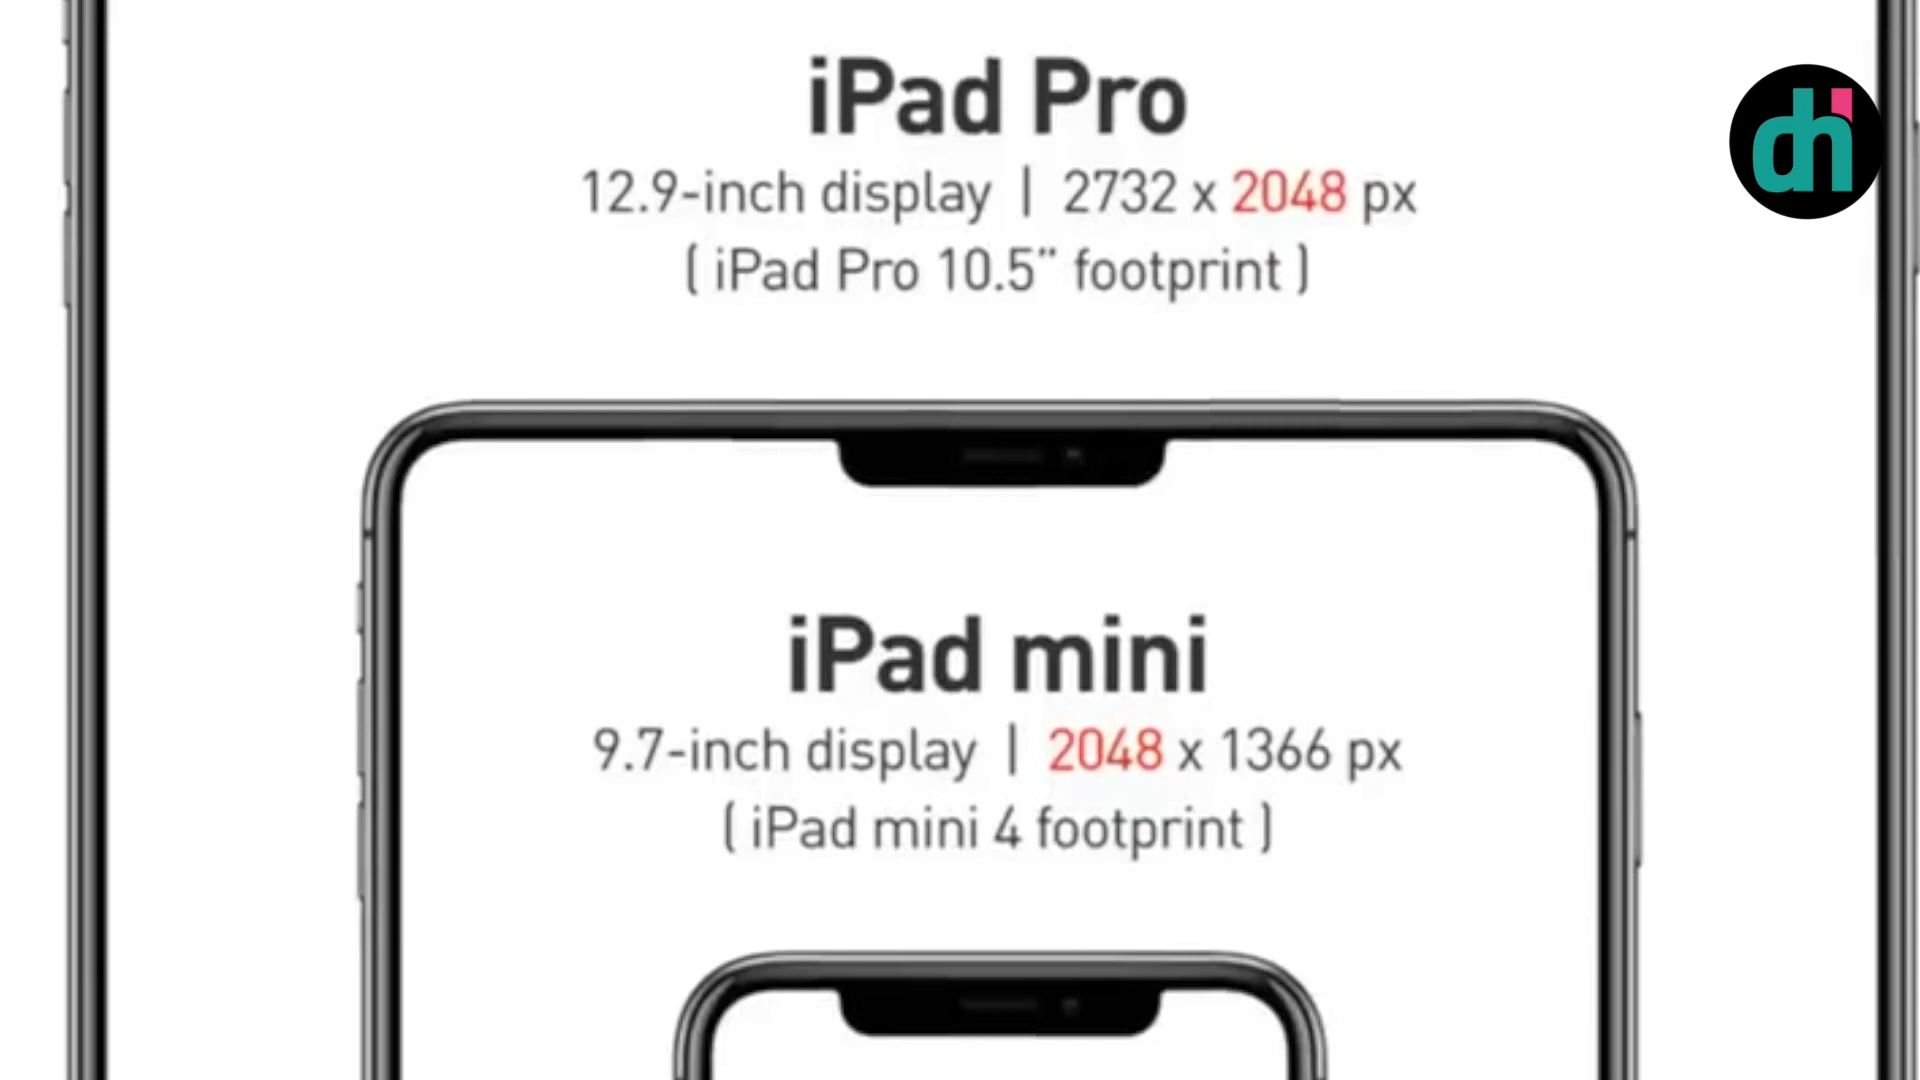 iPad Pro
12.9-inch display | 2732 x 2048 px
( iPad Pro 10.5” footprint )
dh
iPad mini
9.7-inch display | 2048 x 1366 px
( iPad mini 4 footprint )